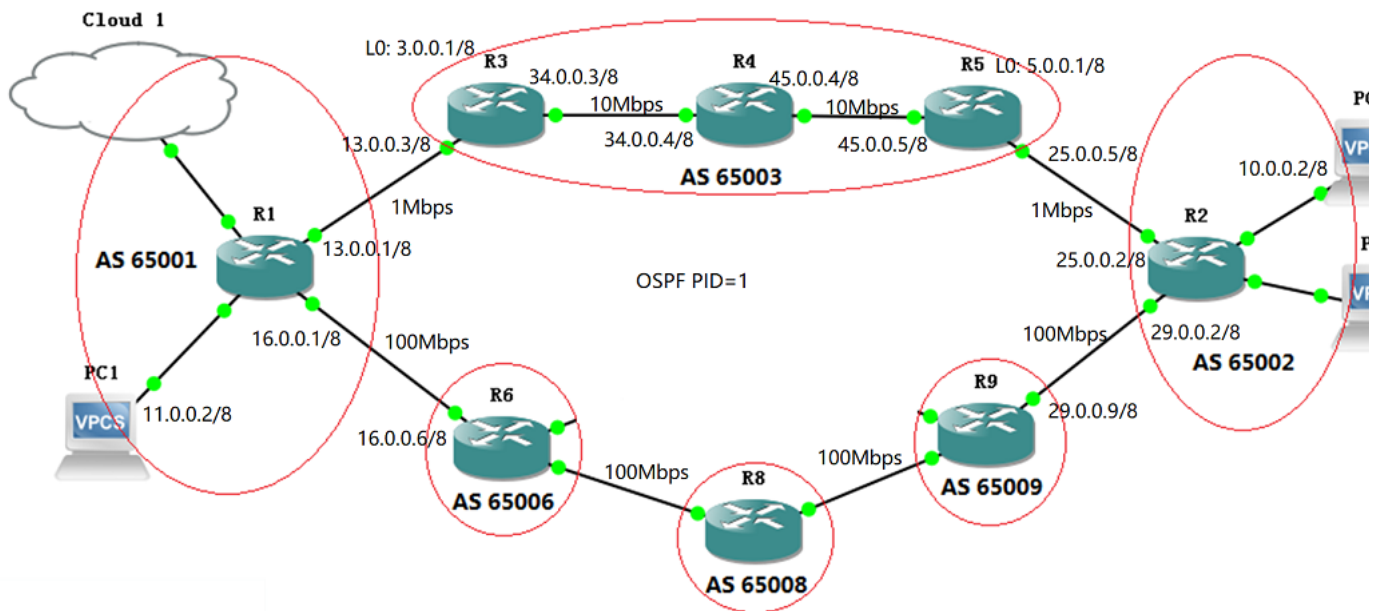 Cloud 1
L0: 3.0.0.1/8
R3
34.0.0.3/8
10Mbps
34.0.0.4/8
R4
45.0.0.4/8
10Mbps
45.0.0.5/8
R5
L0: 5.0.0.1/8
13.0.0.3/8
AS 65003
25.0.0.5/8
1Mbps
1Mbps
R1
AS 65001
13.0.0.1/8
OSPF PID=1
R2
25.0.0.2/8
10.0.0.2/8
PC
VP
P
VP
16.0.0.1/8
100Mbps
100Mbps
29.0.0.2/8
AS 65002
PC1
VPCS
11.0.0.2/8
R6
16.0.0.6/8
AS 65006
100Mbps
R8
AS 65008
100Mbps
R9
29.0.0.9/8
AS 65009